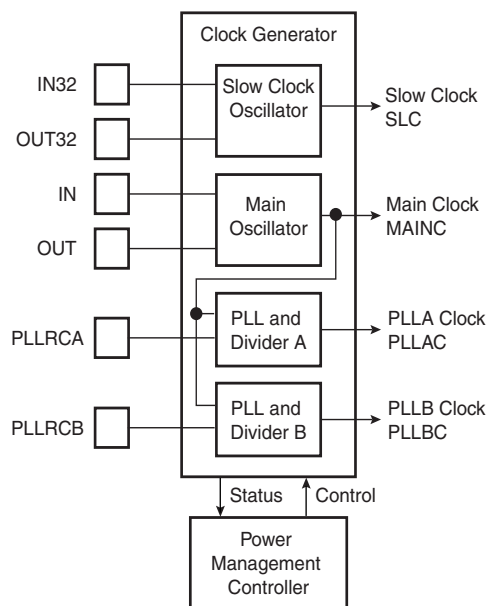 Clock Generator
IN32
Slow Clock
Oscillator
Slow Clock
SLC
OUT32
IN
Main
Oscillator
Main Clock
MAINC
OUT
PLLRCA
PLL and
Divider A
PLLA Clock
PLLAC
PLLRCB
PLL and
Divider B
PLLB Clock
PLLBC
Status
Control
Power
Management
Controller